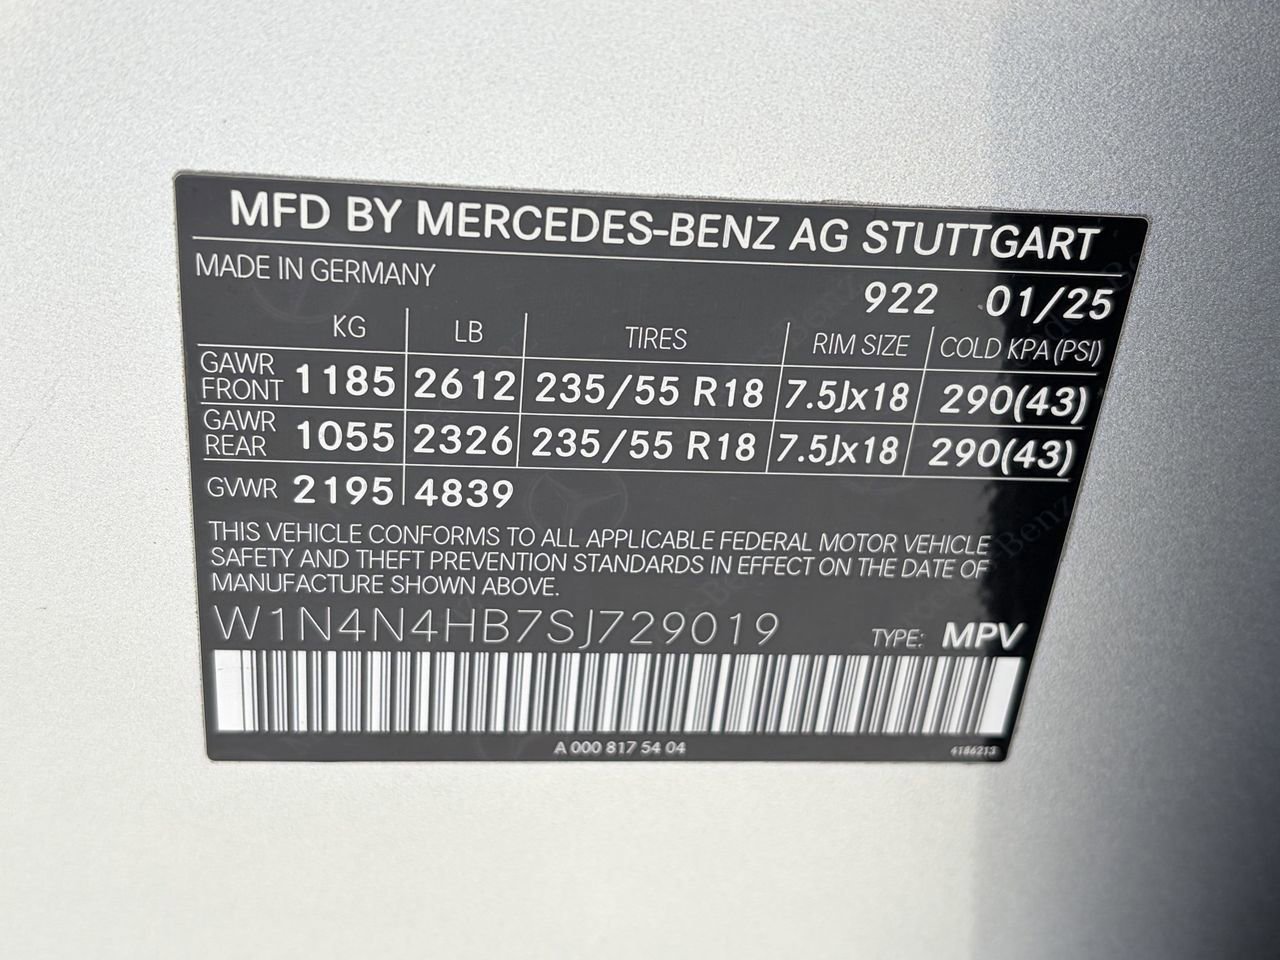 MFD BY MERCEDES-BENZ AG STUTTGART
MADE IN GERMANY
922 01/25
KG LB TIRES RIM SIZE COLD KPA (PSI)
GAWR FRONT 1185 2612 235/55 R18 7.5Jx18 290(43)
GAWR REAR 1055 2326 235/55 R18 7.5Jx18 290(43)
GVWR 2195 4839
THIS VEHICLE CONFORMS TO ALL APPLICABLE FEDERAL MOTOR VEHICLE
SAFETY AND THEFT PREVENTION STANDARDS IN EFFECT ON THE DATE OF
MANUFACTURE SHOWN ABOVE.
W1N4N4HB7SJ729019 TYPE: MPV
A 000 817 54 04 4186213